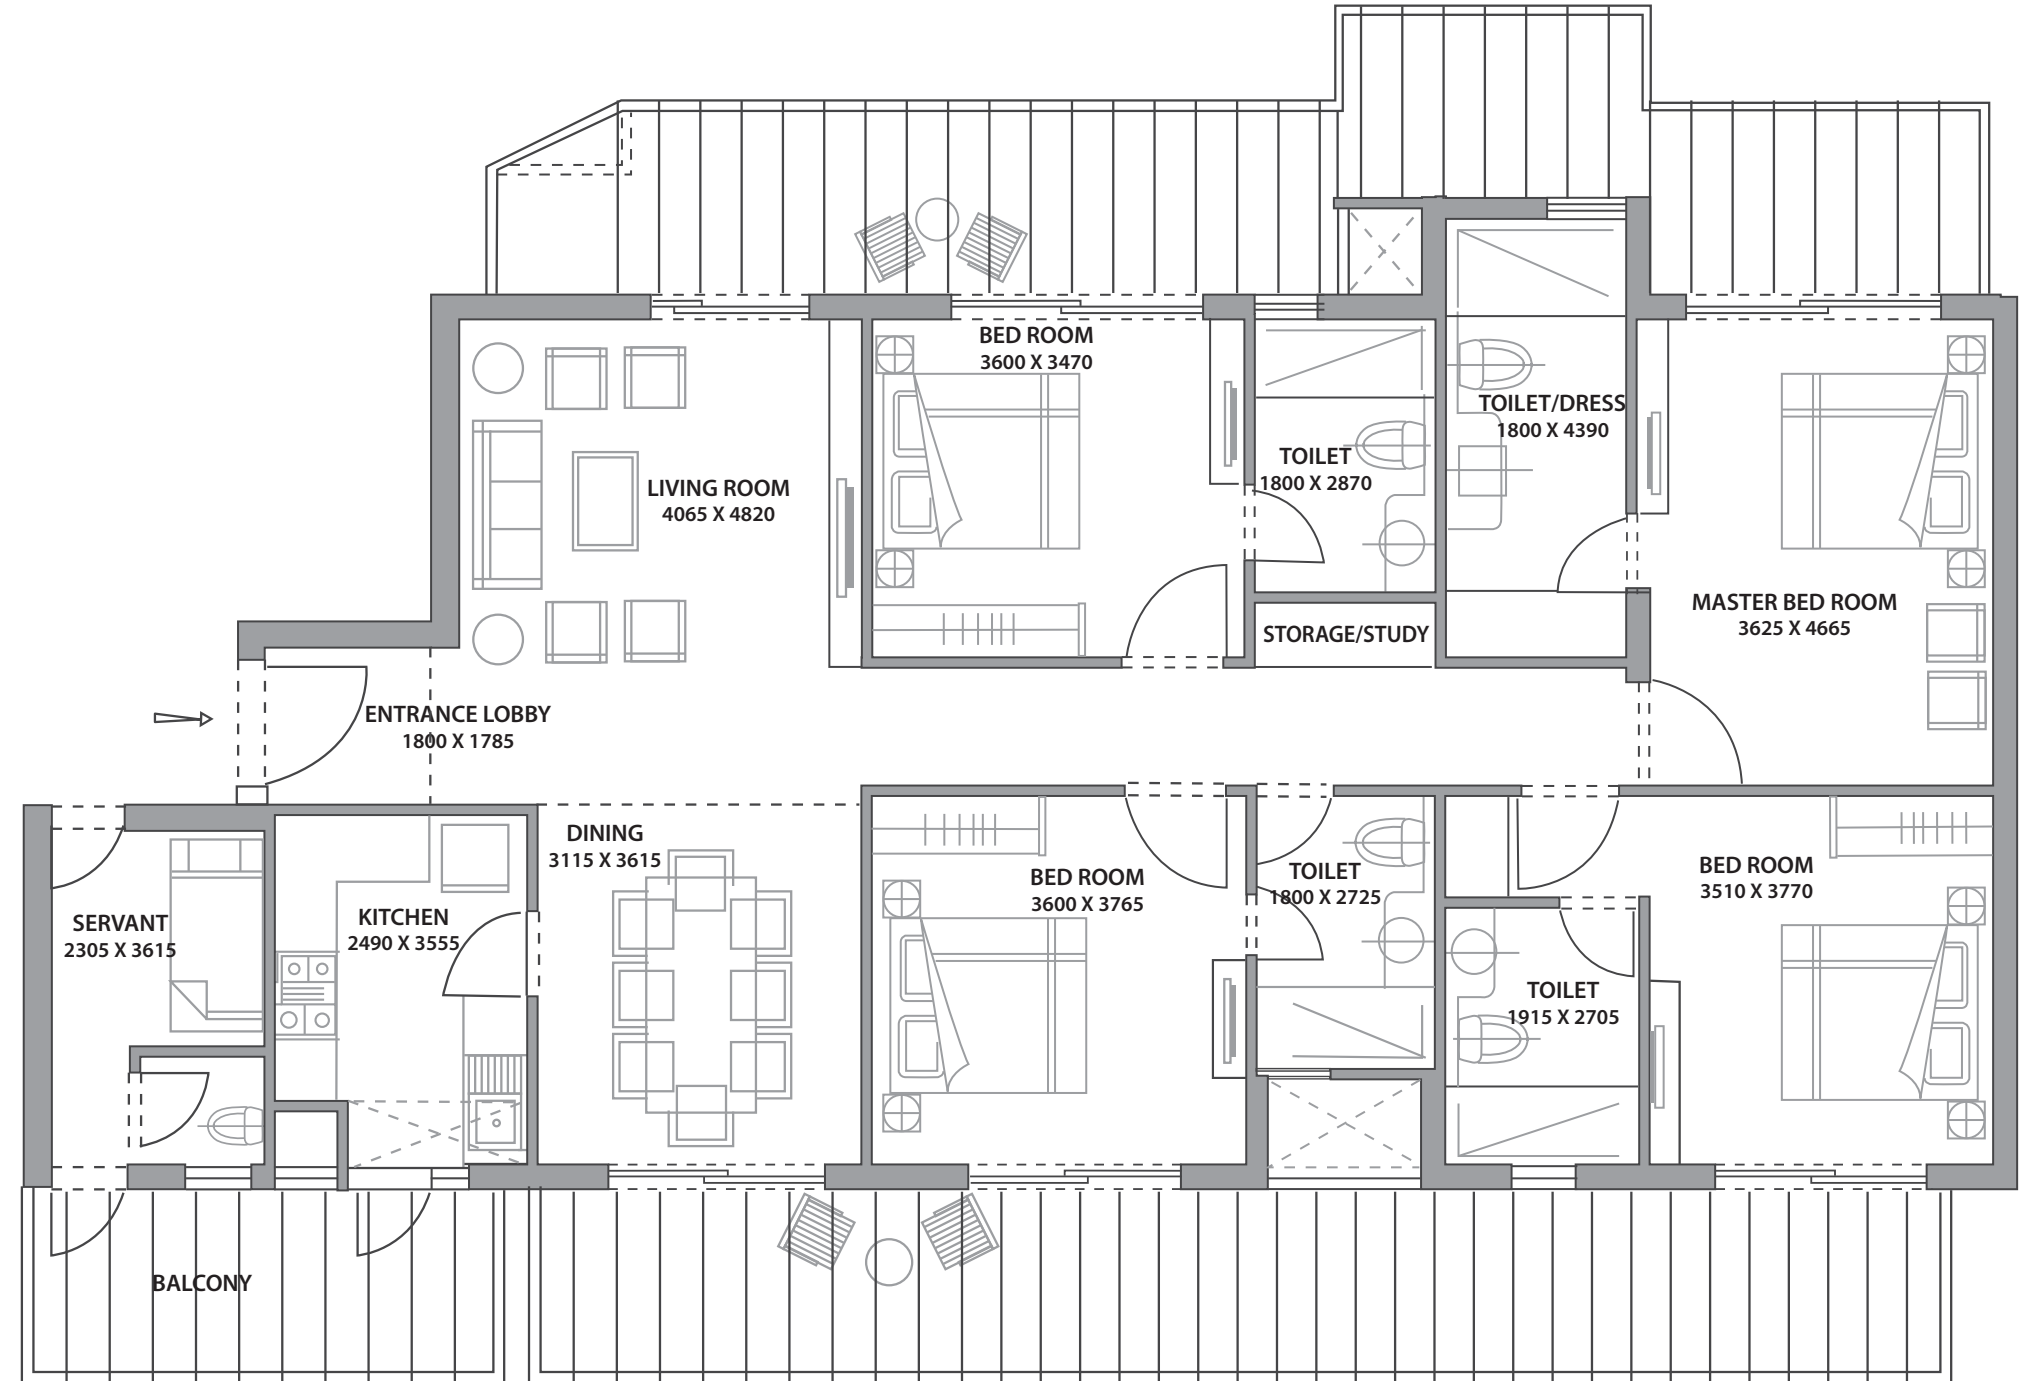 BED ROOM
3600 X 3470
TOILET/DRESS
1800 X 4390
TOILET
1800 X 2870
LIVING ROOM
4065 X 4820
MASTER BED ROOM
3625 X 4665
STORAGE/STUDY
ENTRANCE LOBBY
1800 X 1785
DINING
3115 X 3615
BED ROOM
3600 X 3765
TOILET
1800 X 2725
BED ROOM
3510 X 3770
SERVANT
2305 X 3615
KITCHEN
2490 X 3555
TOILET
1915 X 2705
BALCONY